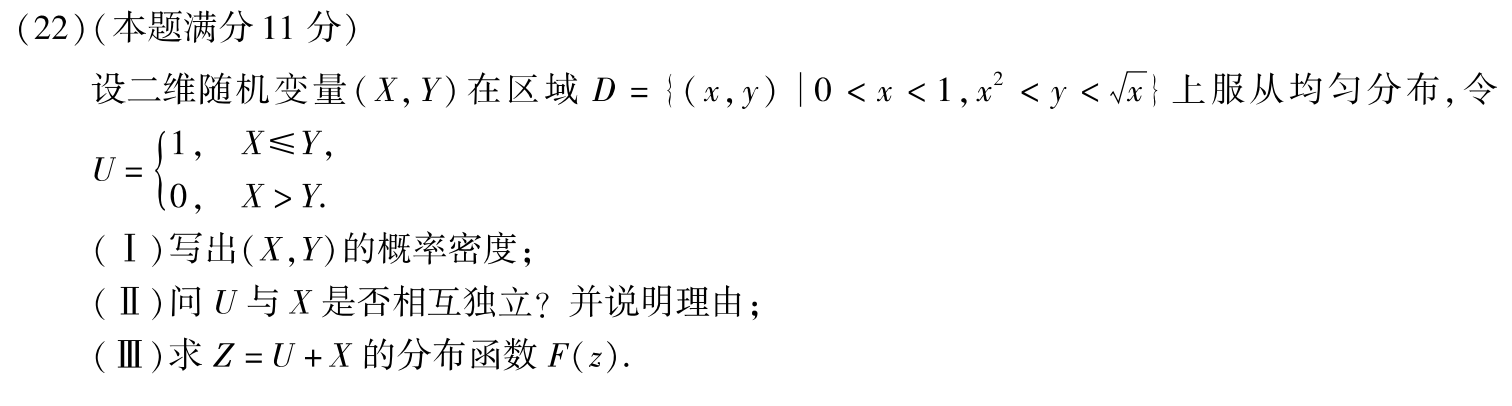 (22)(本题满分 11 分)
设二维随机变量(X,Y)在区域 D = {(x,y) | 0 < x < 1, x² < y < √x} 上服从均匀分布,令
U = {1, X≤Y,
0, X > Y.
(Ⅰ)写出(X,Y)的概率密度;
(Ⅱ)问 U 与 X 是否相互独立? 并说明理由;
(Ⅲ)求 Z = U + X 的分布函数 F(z).